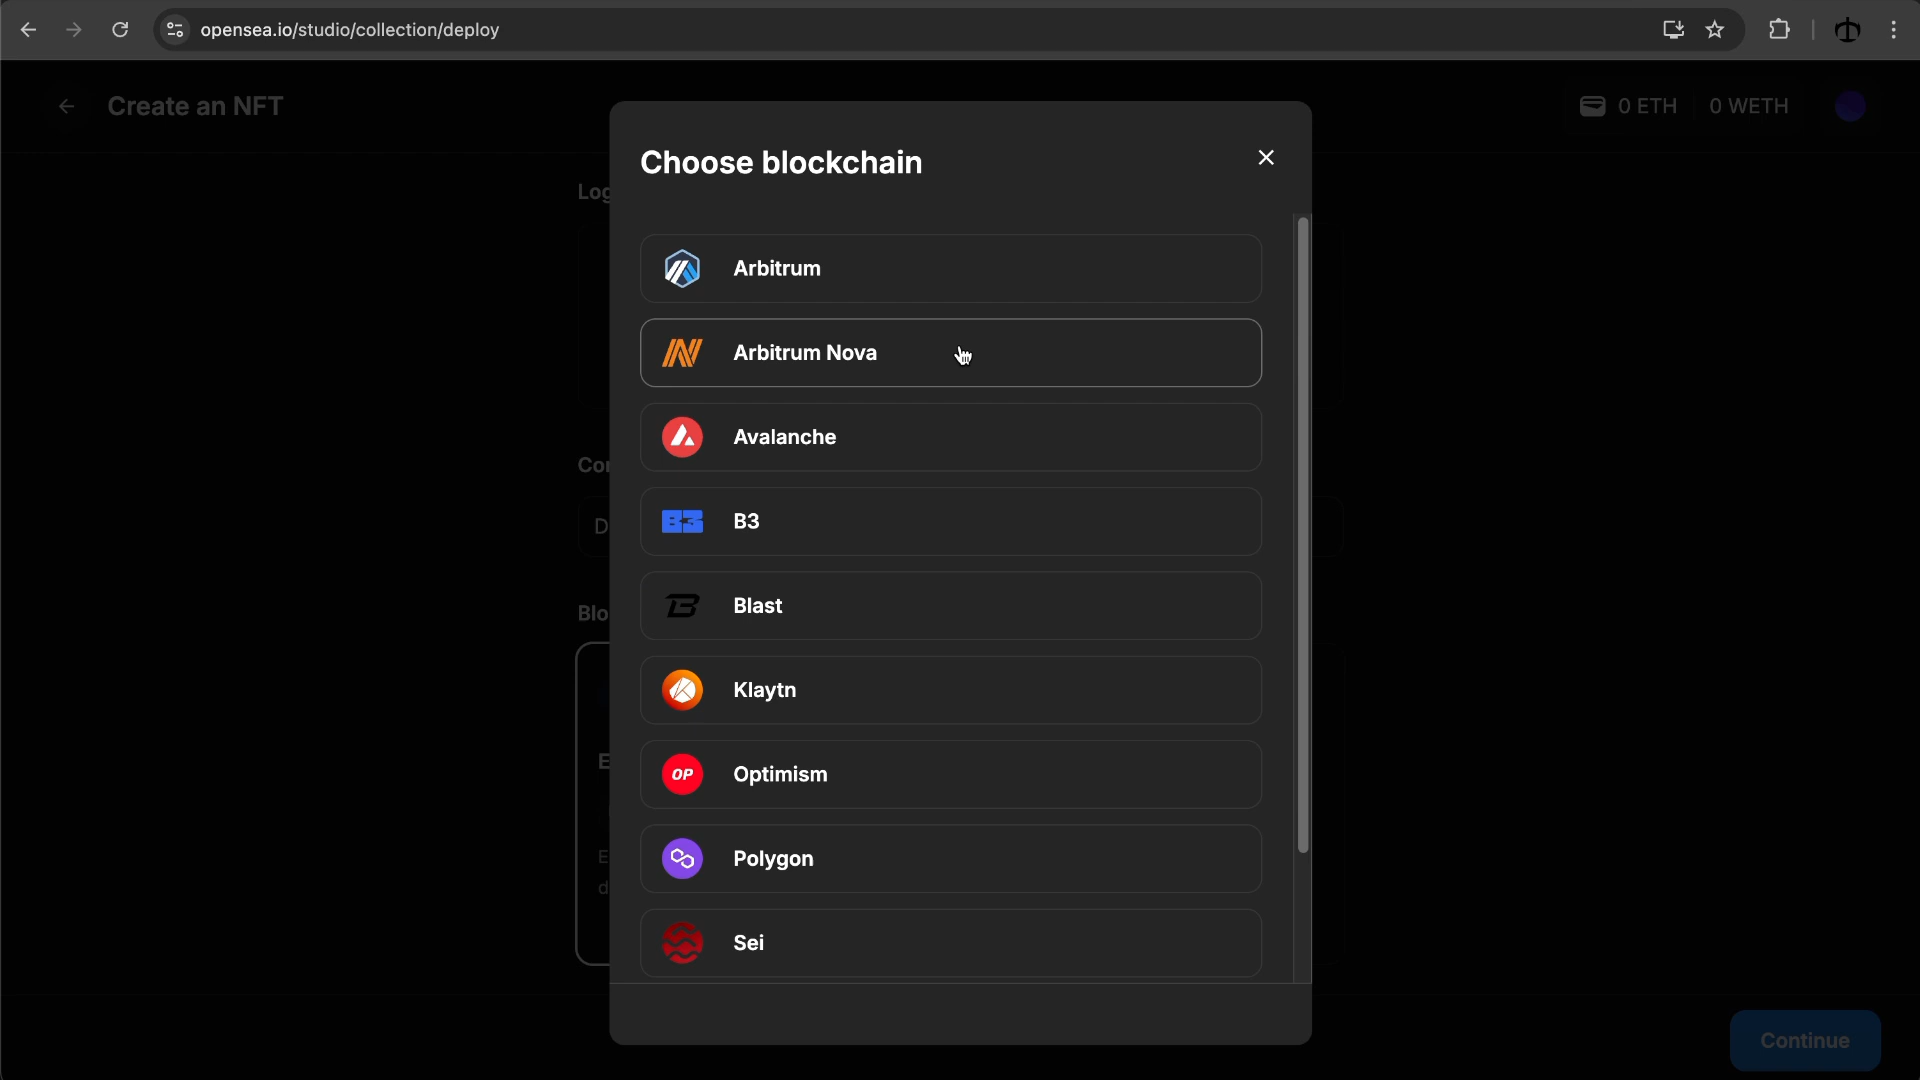 opensea.io/studio/collection/deploy
Create an NFT
0 ETH
0 WETH
Choose blockchain
Arbitrum
Arbitrum Nova
Avalanche
B3
B3
Blast
Klaytn
OP
Optimism
Polygon
Sei
Continue